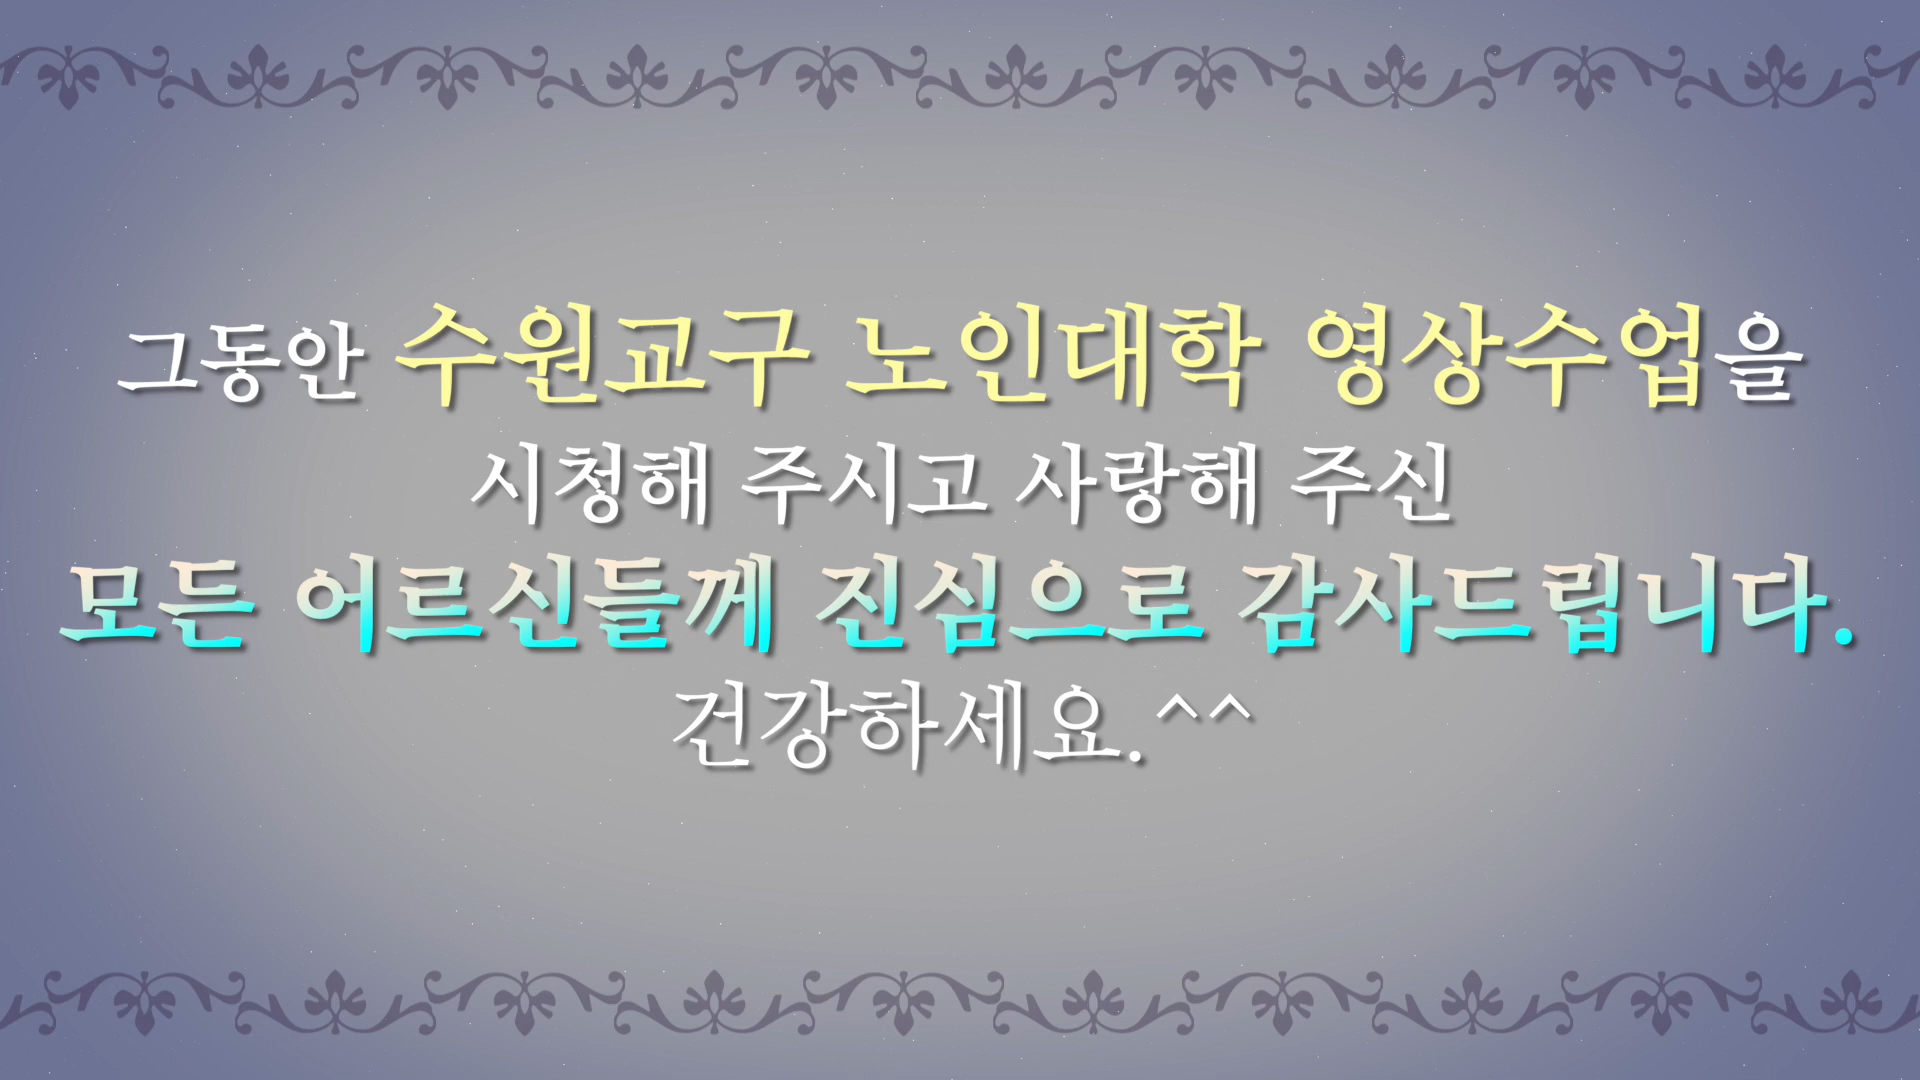 그동안 수원교구 노인대학 영상수업을
시청해 주시고 사랑해 주신
모든 어르신들께 진심으로 감사드립니다.
건강하세요.^^